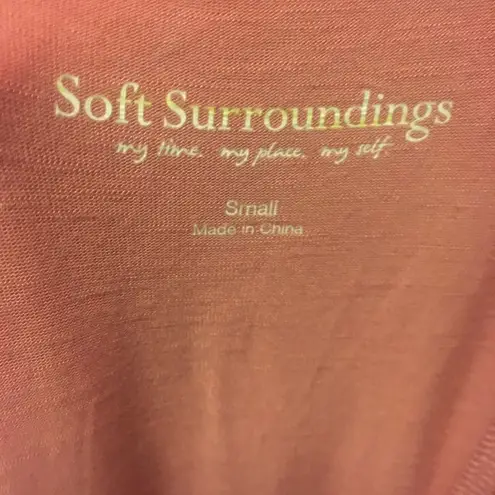 Soft Surroundings
my time. my place. my self.
Small
Made in China